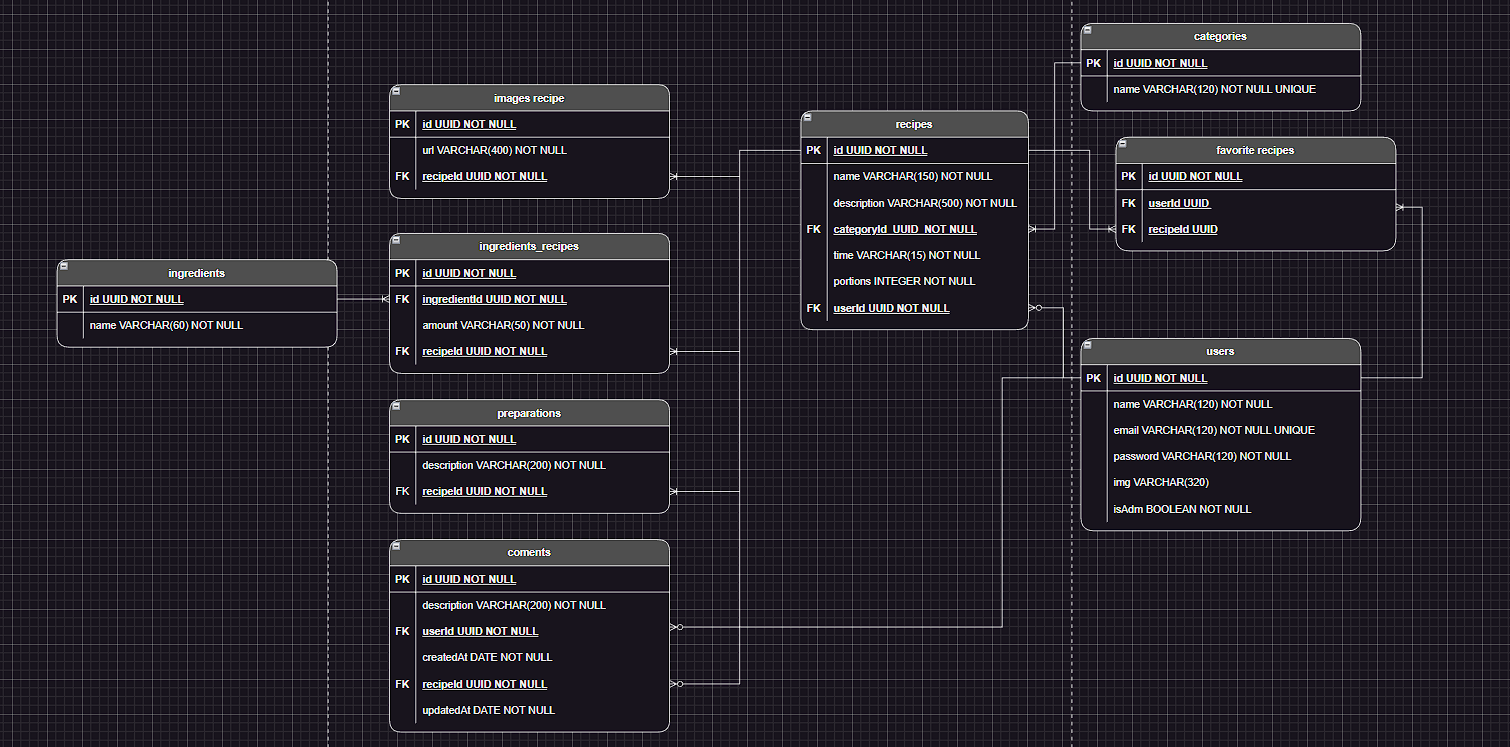 categories
PK id UUID NOT NULL
name VARCHAR(120) NOT NULL UNIQUE
images recipe
PK id UUID NOT NULL
url VARCHAR(400) NOT NULL
FK recipeId UUID NOT NULL
recipes
PK id UUID NOT NULL
name VARCHAR(150) NOT NULL
description VARCHAR(500) NOT NULL
FK categoryId UUID NOT NULL
time VARCHAR(15) NOT NULL
portions INTEGER NOT NULL
FK userId UUID NOT NULL
favorite recipes
PK id UUID NOT NULL
FK userId UUID
FK recipeId UUID
ingredients_recipes
PK id UUID NOT NULL
FK ingredientId UUID NOT NULL
amount VARCHAR(50) NOT NULL
FK recipeId UUID NOT NULL
ingredients
PK id UUID NOT NULL
name VARCHAR(60) NOT NULL
users
PK id UUID NOT NULL
name VARCHAR(120) NOT NULL
email VARCHAR(120) NOT NULL UNIQUE
password VARCHAR(120) NOT NULL
img VARCHAR(320)
isAdm BOOLEAN NOT NULL
preparations
PK id UUID NOT NULL
description VARCHAR(200) NOT NULL
FK recipeId UUID NOT NULL
coments
PK id UUID NOT NULL
description VARCHAR(200) NOT NULL
FK userId UUID NOT NULL
createdAt DATE NOT NULL
FK recipeId UUID NOT NULL
updatedAt DATE NOT NULL